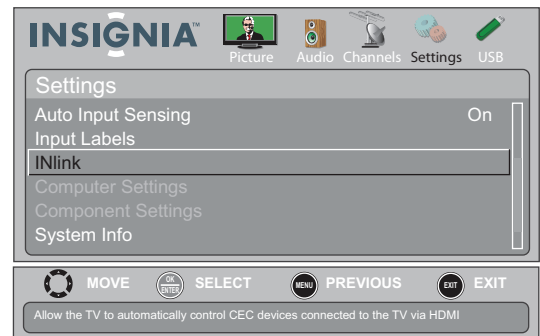 INSIGNIA™
Picture Audio Channels Settings USB
Settings
Auto Input Sensing On
Input Labels
INlink
Computer Settings
Component Settings
System Info
MOVE OK ENTER SELECT MENU PREVIOUS EXIT EXIT
Allow the TV to automatically control CEC devices connected to the TV via HDMI